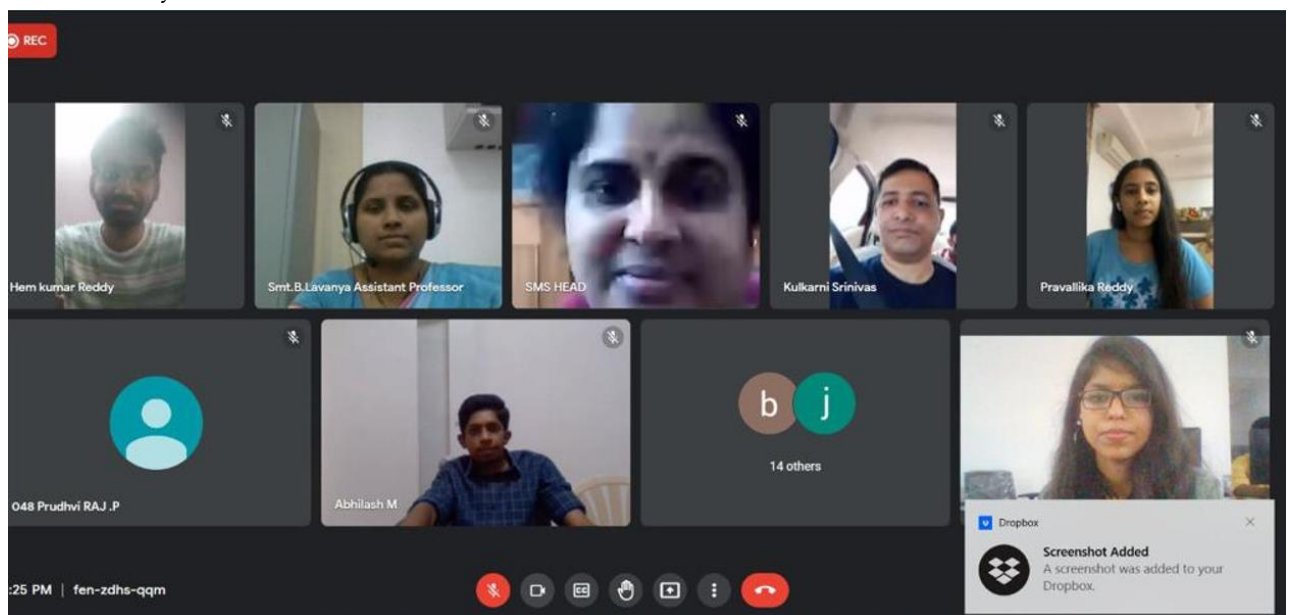 REC
Hem kumar Reddy
Smt.B.Lavanya Assistant Professor
SMS HEAD
Kulkarni Srinivas
Pravallika Reddy
048 Prudhvi RAJ .P
Abhilash M
b j
14 others
Dropbox
Screenshot Added
A screenshot was added to your
Dropbox.
:25 PM | fen-zdhs-qqm
CC